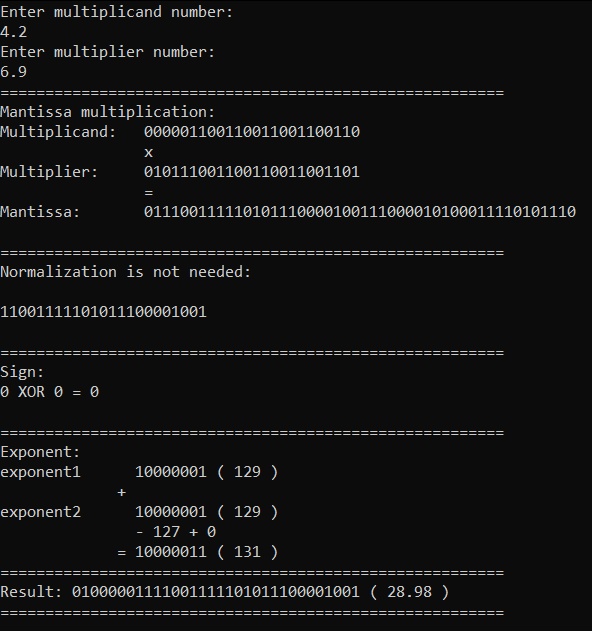 Enter multiplicand number:
4.2
Enter multiplier number:
6.9
========================================================
Mantissa multiplication:
Multiplicand:   000001100110011001100110
x
Multiplier:     010111001100110011001101
=
Mantissa:       011100111110101110000100111000010100011110101110
========================================================
Normalization is not needed:
11001111101011100001001
========================================================
Sign:
0 XOR 0 = 0
========================================================
Exponent:
exponent1      10000001 ( 129 )
+
exponent2      10000001 ( 129 )
- 127 + 0
= 10000011 ( 131 )
========================================================
Result: 01000001111001111101011100001001 ( 28.98 )
========================================================